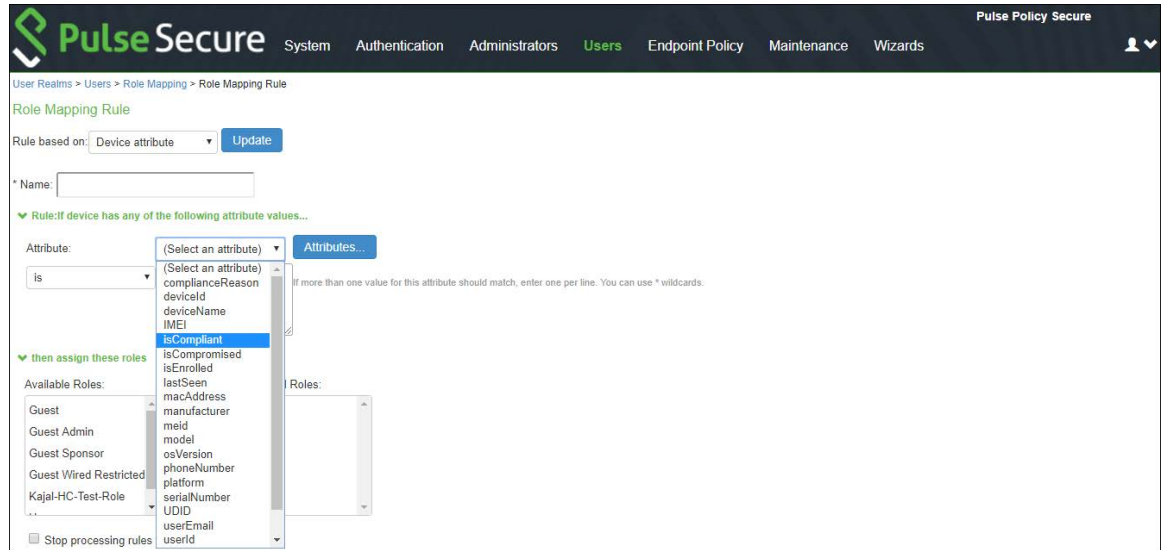 Pulse Policy Secure
Pulse Secure System Authentication Administrators Users Endpoint Policy Maintenance Wizards
User Realms > Users > Role Mapping > Role Mapping Rule
Role Mapping Rule
Rule based on: Device attribute Update
* Name:
Rule:If device has any of the following attribute values...
Attribute: (Select an attribute) Attributes...
(Select an attribute)
is
complianceReason
If more than one value for this attribute should match, enter one per line. You can use * wildcards.
deviceId
deviceName
IMEI
isCompliant
isCompromised
then assign these roles
isEnrolled
lastSeen
Available Roles: Roles:
macAddress
Guest
manufacturer
meid
Guest Admin
model
Guest Sponsor
osVersion
phoneNumber
Guest Wired Restricted
platform
Kajal-HC-Test-Role
serialNumber
UDID
userEmail
Stop processing rules
userId